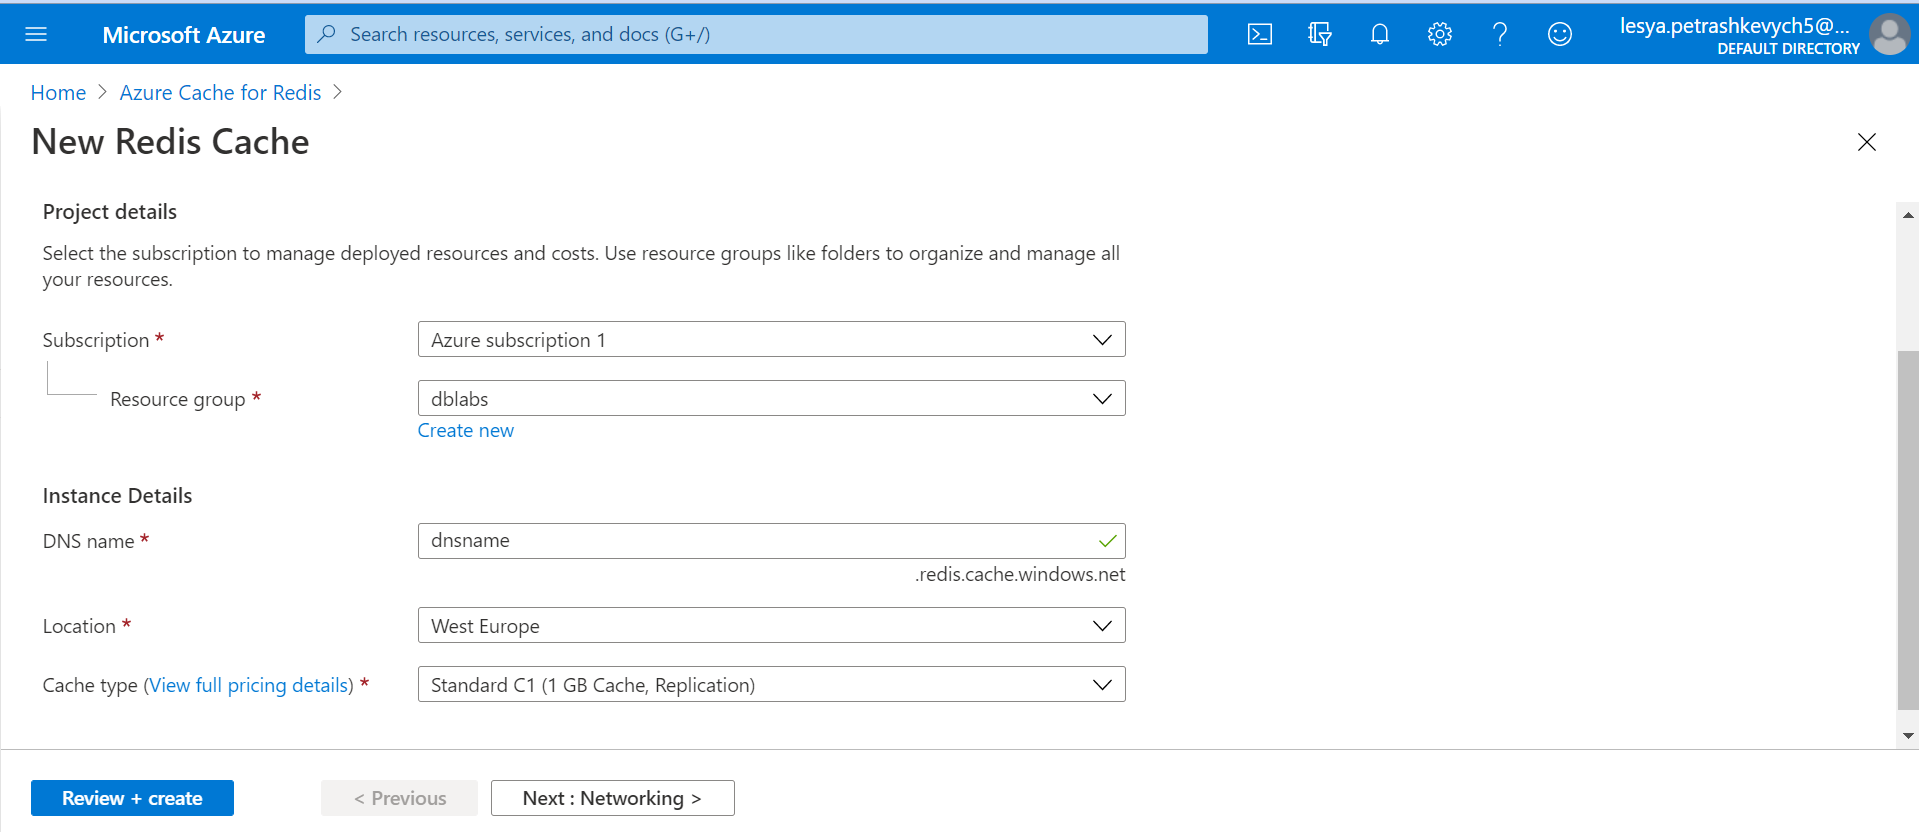 Microsoft Azure
Search resources, services, and docs (G+/)
lesya.petrashkevych5@...
DEFAULT DIRECTORY
Home > Azure Cache for Redis >
New Redis Cache
Project details
Select the subscription to manage deployed resources and costs. Use resource groups like folders to organize and manage all
your resources.
Subscription *
Azure subscription 1
Resource group *
dblabs
Create new
Instance Details
DNS name *
dnsname
.redis.cache.windows.net
Location *
West Europe
Cache type (View full pricing details) *
Standard C1 (1 GB Cache, Replication)
Review + create
< Previous
Next : Networking >